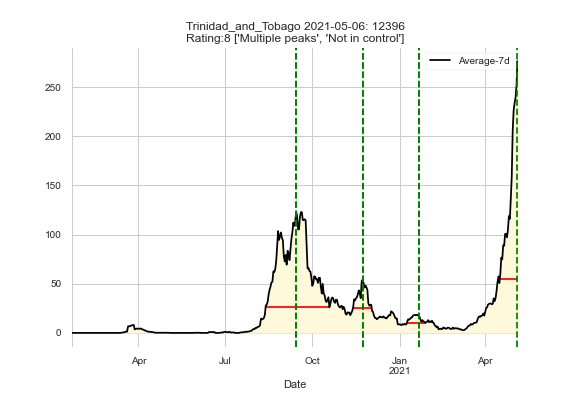 Trinidad_and_Tobago 2021-05-06: 12396
Rating:8 ['Multiple peaks', 'Not in control']
Average-7d
250
200
150
100
50
0
Apr Jul Oct Jan Apr
2021
Date